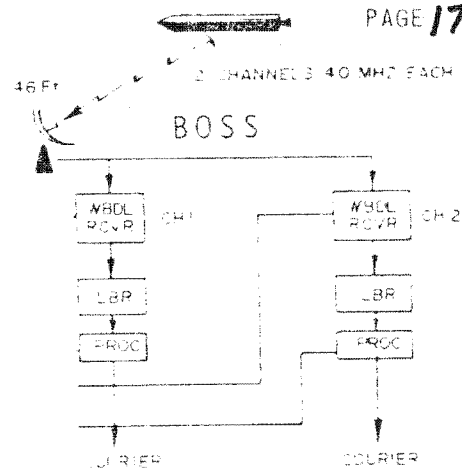 PAGE 17
2 CHANNELS 40 MHZ EACH
46 Ft
BOSS
WBDL
RCVR
CH 1
WBDL
RCVR
CH 2
LBR
LBR
PROC
PROC
COURIER
COURIER